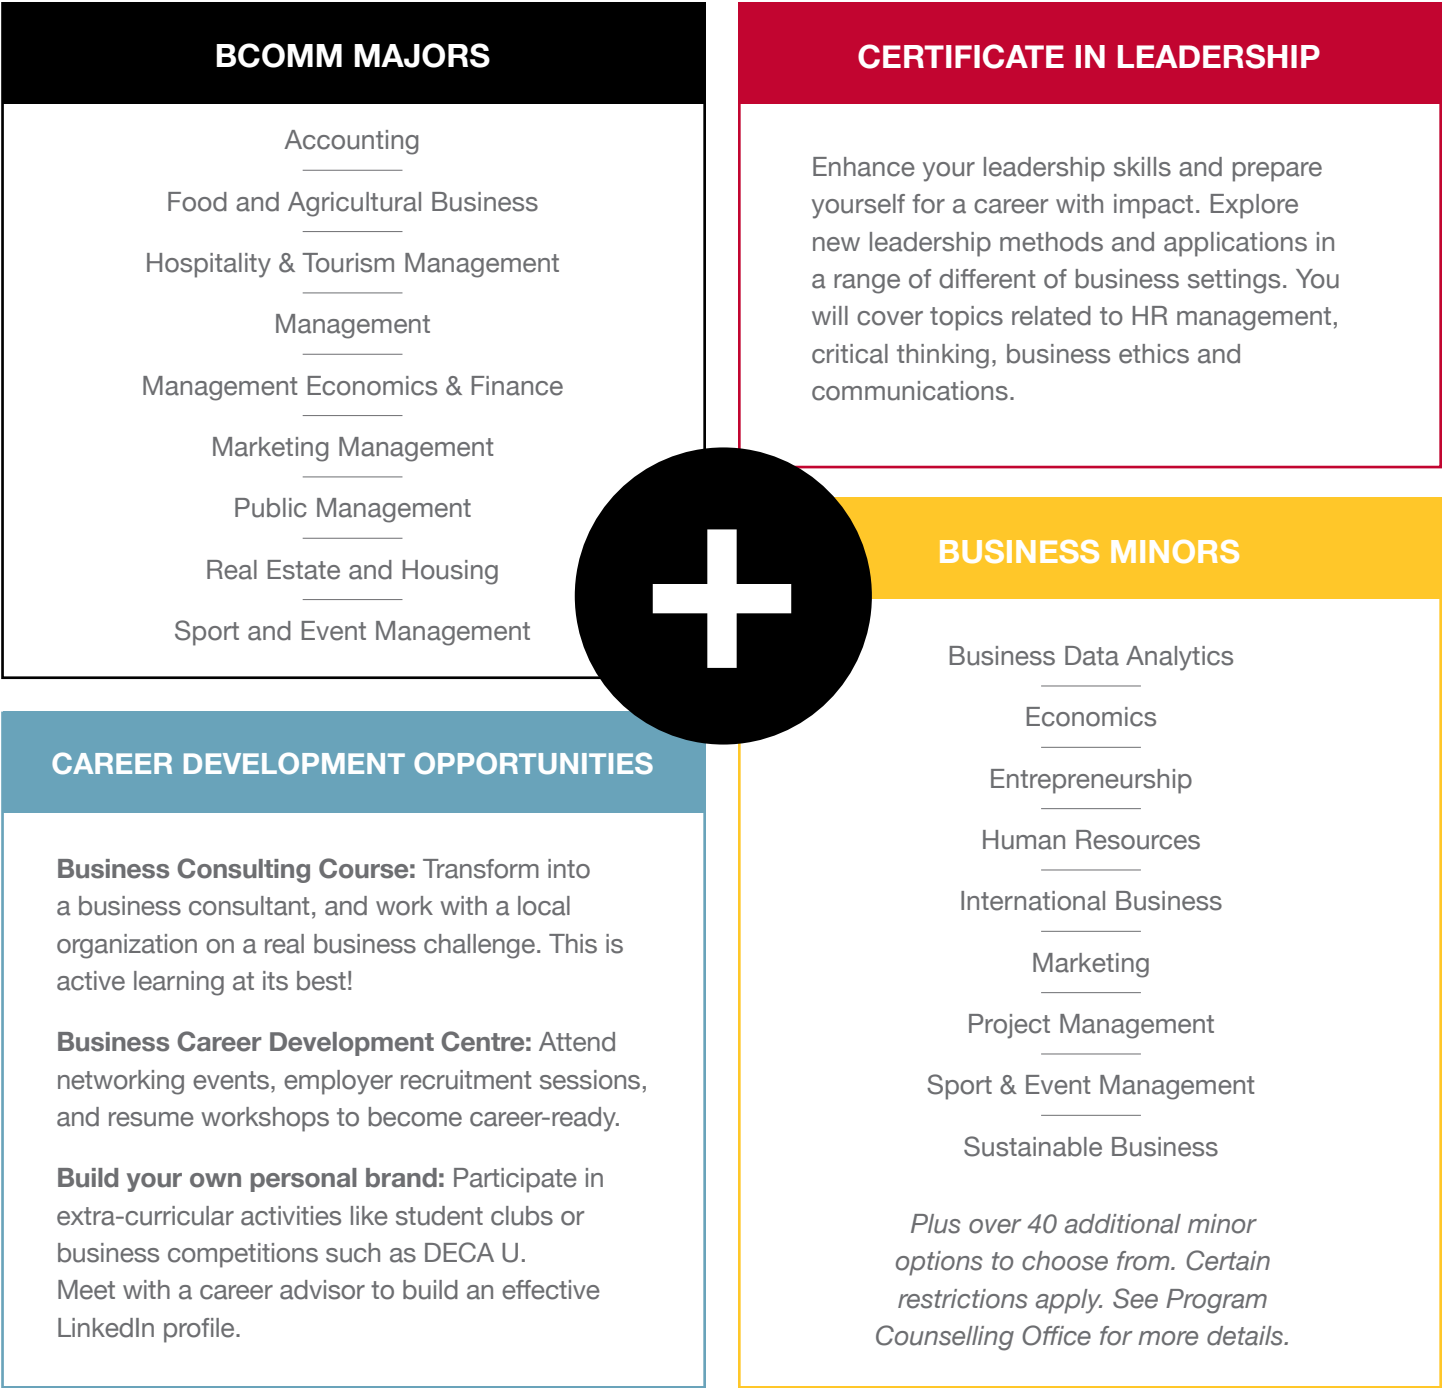 BCOMM MAJORS
Accounting
Food and Agricultural Business
Hospitality & Tourism Management
Management
Management Economics & Finance
Marketing Management
Public Management
Real Estate and Housing
Sport and Event Management
CERTIFICATE IN LEADERSHIP
Enhance your leadership skills and prepare
yourself for a career with impact. Explore
new leadership methods and applications in
a range of different of business settings. You
will cover topics related to HR management,
critical thinking, business ethics and
communications.
CAREER DEVELOPMENT OPPORTUNITIES
Business Consulting Course: Transform into
a business consultant, and work with a local
organization on a real business challenge. This is
active learning at its best!
Business Career Development Centre: Attend
networking events, employer recruitment sessions,
and resume workshops to become career-ready.
Build your own personal brand: Participate in
extra-curricular activities like student clubs or
business competitions such as DECA U.
Meet with a career advisor to build an effective
LinkedIn profile.
BUSINESS MINORS
Business Data Analytics
Economics
Entrepreneurship
Human Resources
International Business
Marketing
Project Management
Sport & Event Management
Sustainable Business
Plus over 40 additional minor
options to choose from. Certain
restrictions apply. See Program
Counselling Office for more details.